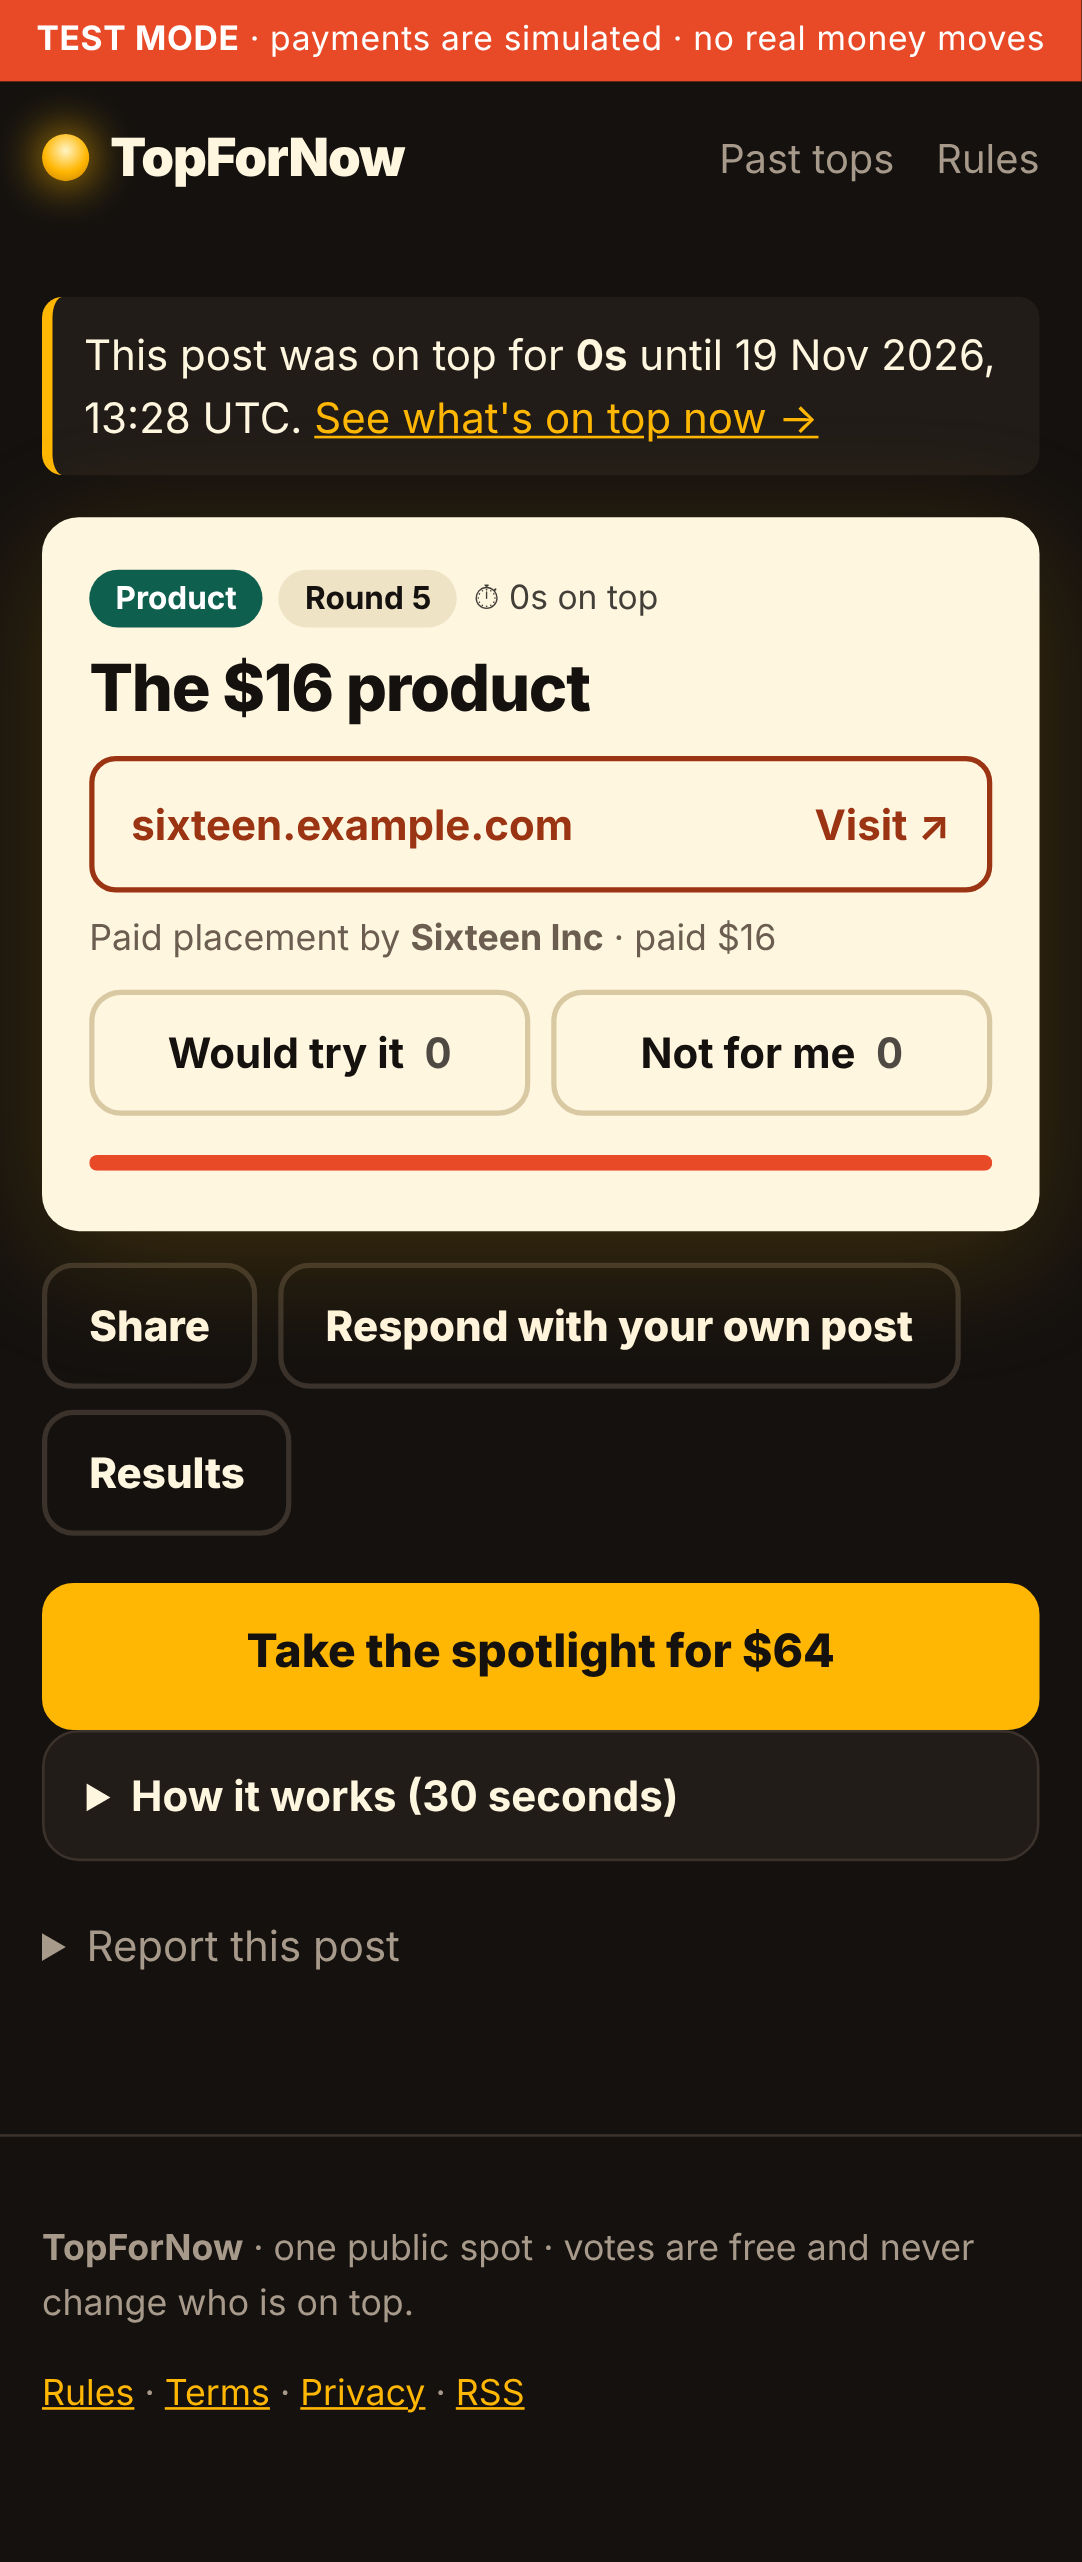 TEST MODE · payments are simulated · no real money moves
TopForNow
Past tops Rules
This post was on top for 0s until 19 Nov 2026,
13:28 UTC. See what's on top now →
Product Round 5 ⏱ 0s on top
The $16 product
sixteen.example.com Visit ↗
Paid placement by Sixteen Inc · paid $16
Would try it 0 Not for me 0
Share Respond with your own post
Results
Take the spotlight for $64
▶ How it works (30 seconds)
▶ Report this post
TopForNow · one public spot · votes are free and never
change who is on top.
Rules · Terms · Privacy · RSS